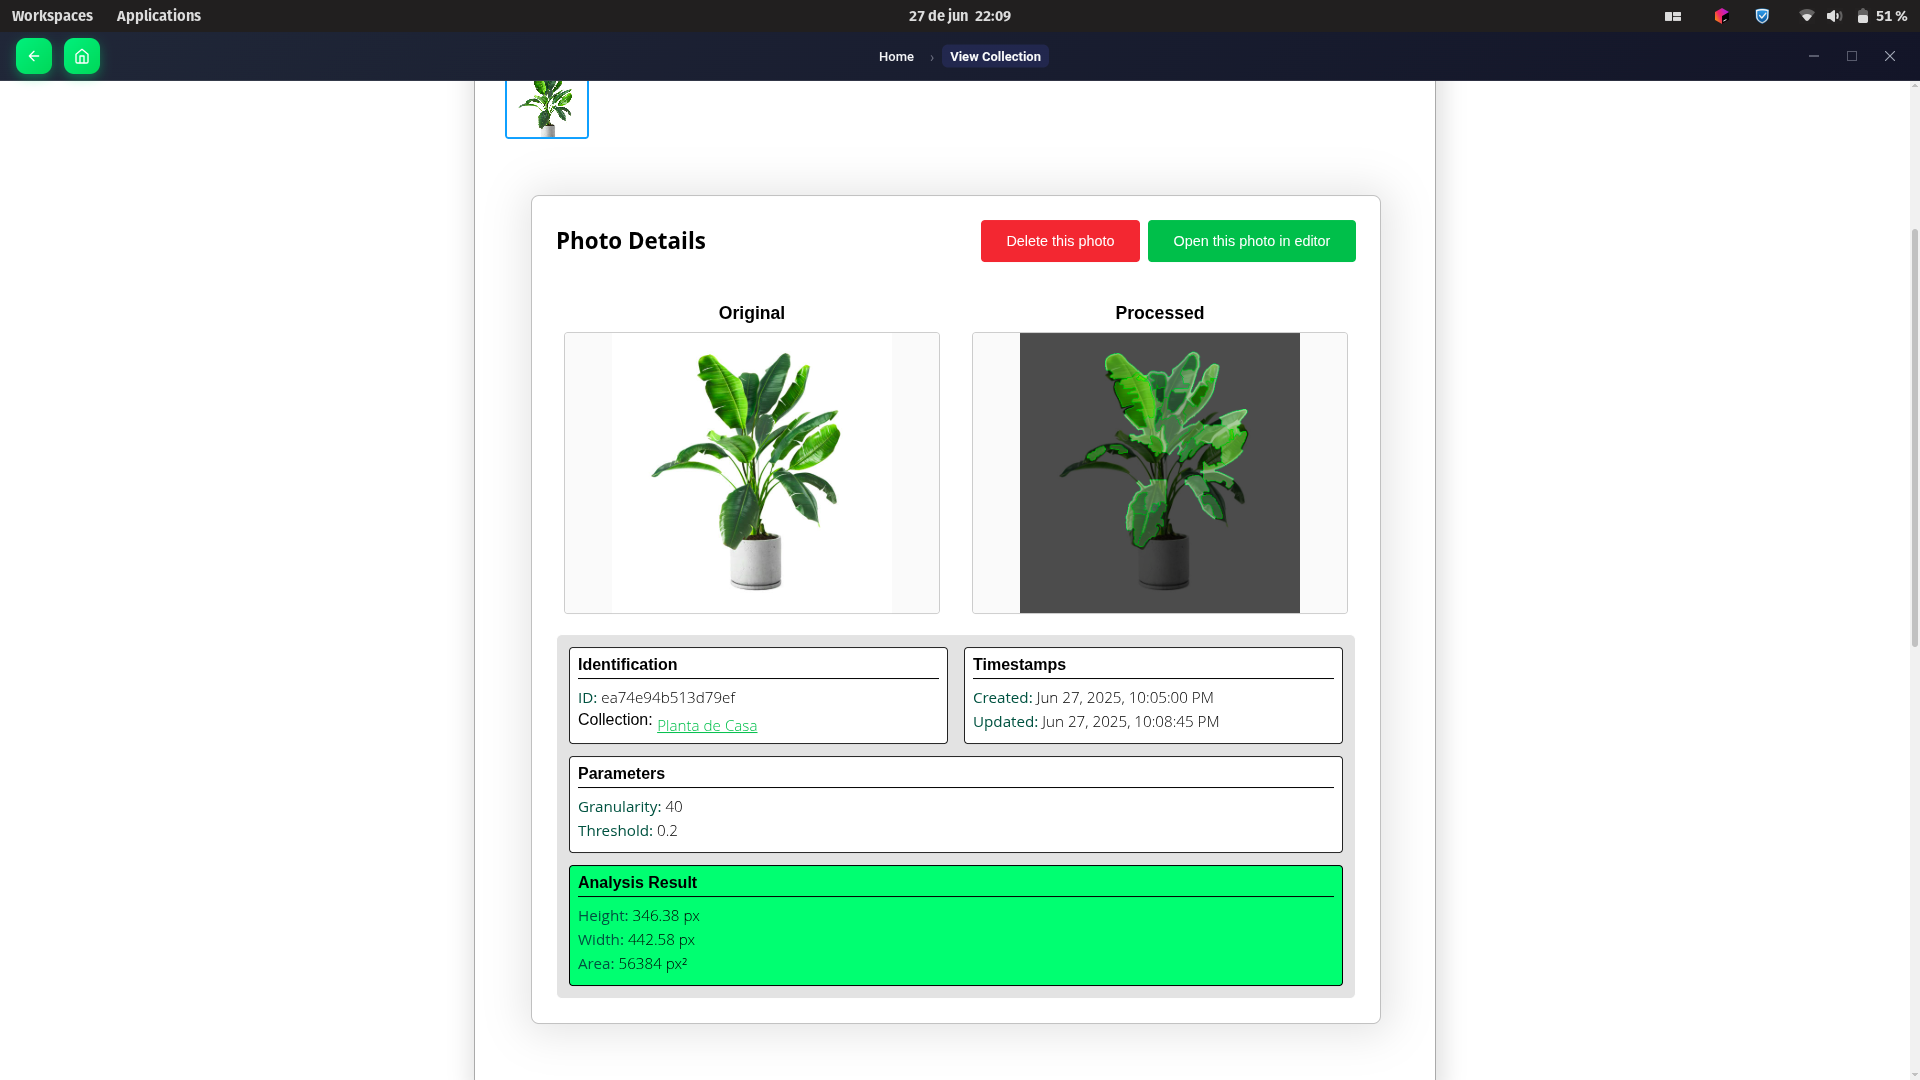 Workspaces Applications 27 de jun 22:09 51 %
Home › View Collection
Photo Details
Delete this photo
Open this photo in editor
Original
Processed
Identification
ID: ea74e94b513d79ef
Collection: Planta de Casa
Timestamps
Created: Jun 27, 2025, 10:05:00 PM
Updated: Jun 27, 2025, 10:08:45 PM
Parameters
Granularity: 40
Threshold: 0.2
Analysis Result
Height: 346.38 px
Width: 442.58 px
Area: 56384 px²